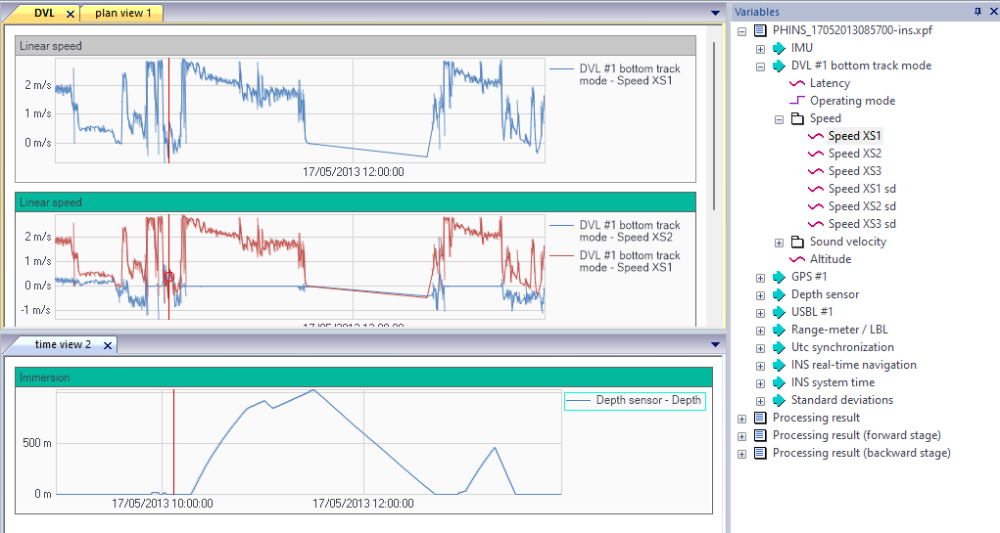 DVL
plan view 1
Linear speed
2 m/s
1 m/s
0 m/s
17/05/2013 12:00:00
DVL #1 bottom track
mode - Speed XS1
Linear speed
2 m/s
1 m/s
0 m/s
-1 m/s
17/05/2013 12:00:00
DVL #1 bottom track
mode - Speed XS2
DVL #1 bottom track
mode - Speed XS1
time view 2
Immersion
500 m
0 m
17/05/2013 10:00:00
17/05/2013 12:00:00
Depth sensor - Depth
Variables
PHINS_17052013085700-ins.xpf
IMU
DVL #1 bottom track mode
Latency
Operating mode
Speed
Speed XS1
Speed XS2
Speed XS3
Speed XS1 sd
Speed XS2 sd
Speed XS3 sd
Sound velocity
Altitude
GPS #1
Depth sensor
USBL #1
Range-meter / LBL
Utc synchronization
INS real-time navigation
INS system time
Standard deviations
Processing result
Processing result (forward stage)
Processing result (backward stage)